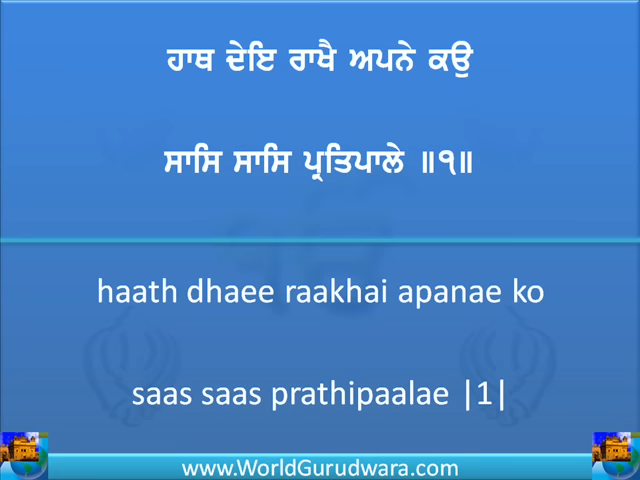 ਹਾਥ ਦੇਇ ਰਾਖੈ ਅਪਨੇ ਕਉ
ਸਾਸਿ ਸਾਸਿ ਪ੍ਰਤਿਪਾਲੇ ॥੧॥
haath dhaee raakhai apanae ko
saas saas prathipaalae |1|
www.WorldGurudwara.com